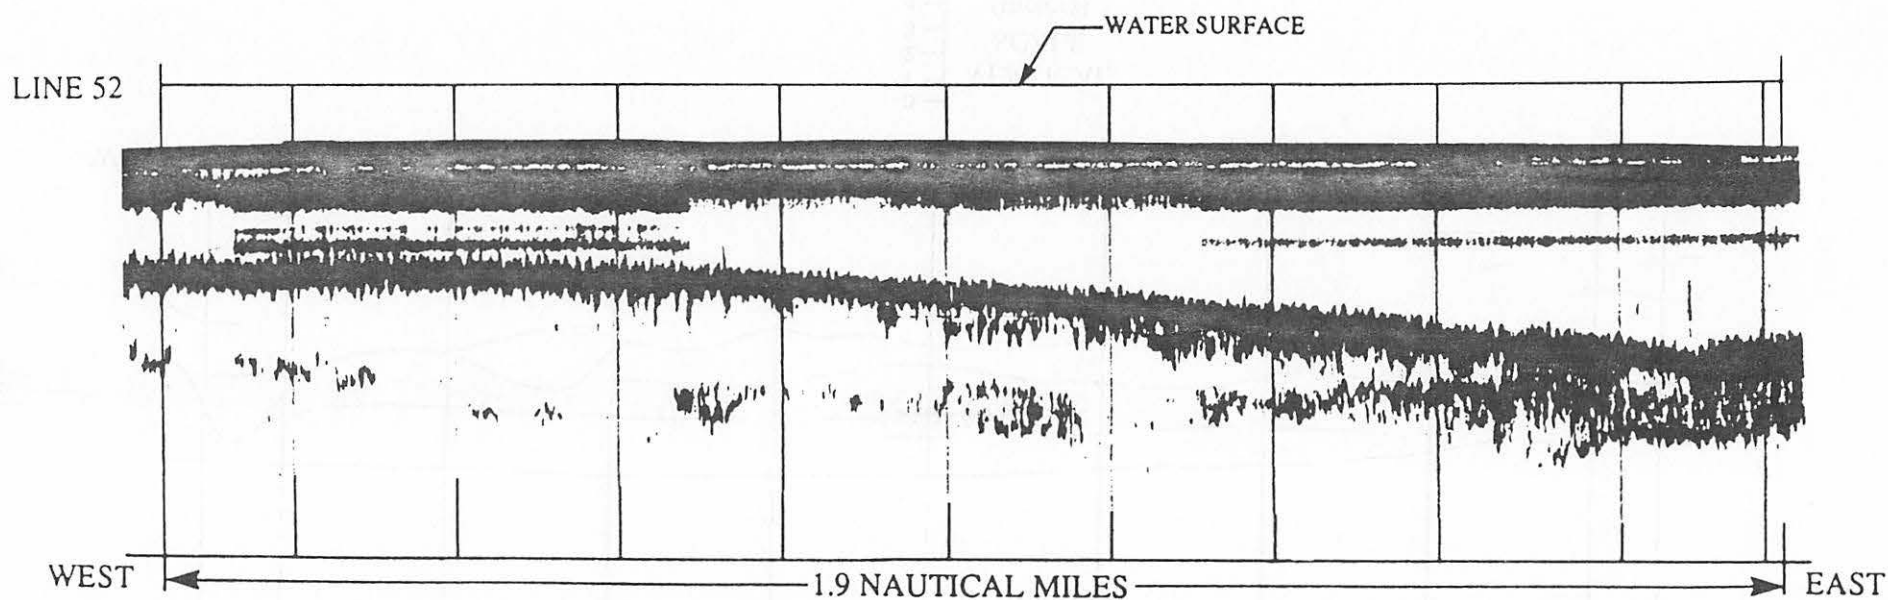 WATER SURFACE
LINE 52
WEST
1.9 NAUTICAL MILES
EAST